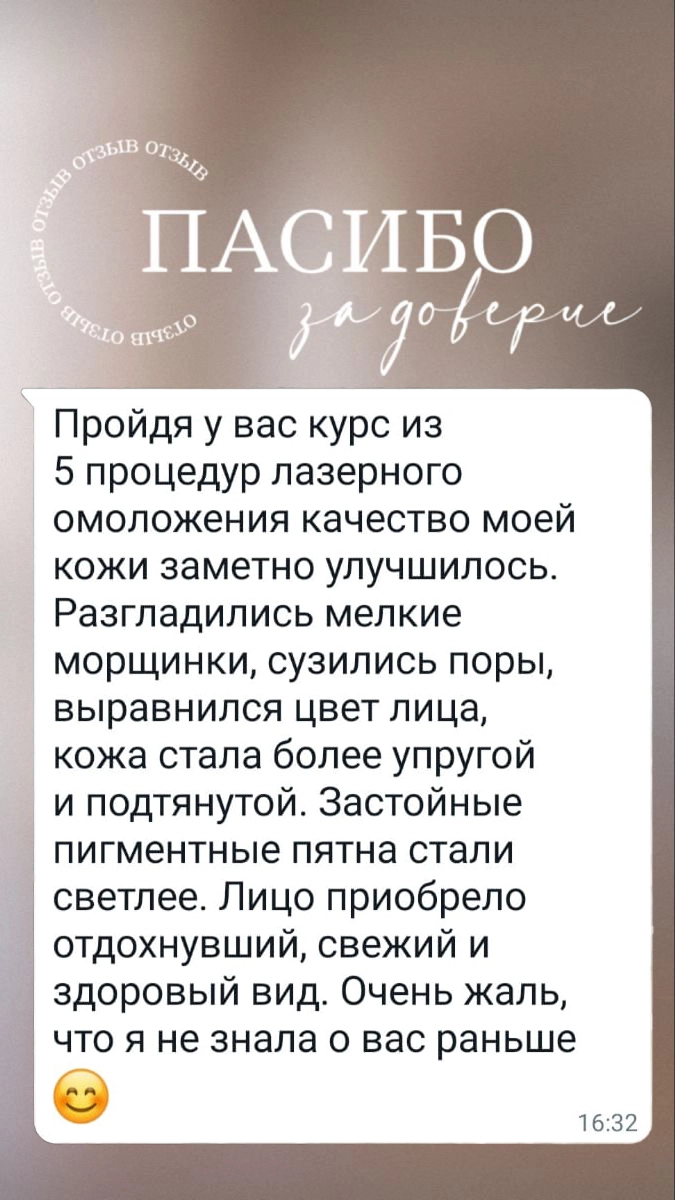 ОТЗЫВ ОТЗЫВ ОТЗЫВ ОТЗЫВ ОТЗЫВ ОТЗЫВ
ПАСИБО
за доверие
Пройдя у вас курс из
5 процедур лазерного
омоложения качество моей
кожи заметно улучшилось.
Разгладились мелкие
морщинки, сузились поры,
выравнился цвет лица,
кожа стала более упругой
и подтянутой. Застойные
пигментные пятна стали
светлее. Лицо приобрело
отдохнувший, свежий и
здоровый вид. Очень жаль,
что я не знала о вас раньше
😊
16:32